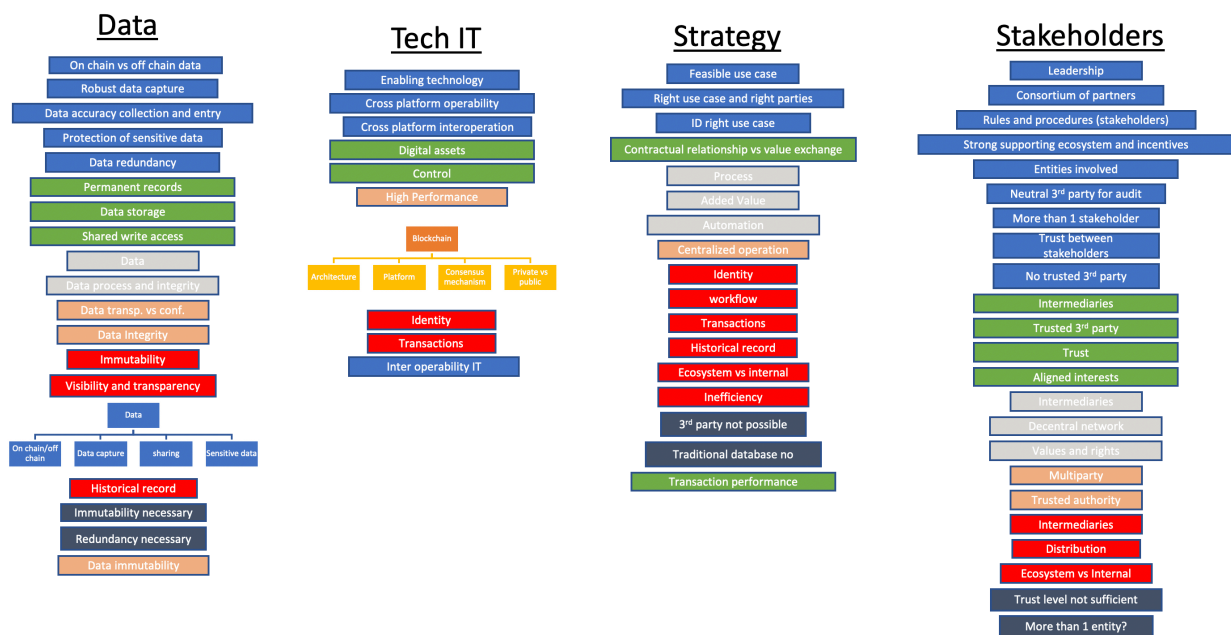 Data
On chain vs off chain data
Robust data capture
Data accuracy collection and entry
Protection of sensitive data
Data redundancy
Permanent records
Data storage
Shared write access
Data
Data process and integrity
Data transp. vs conf.
Data Integrity
Immutability
Visibility and transparency
Data
On chain/off
chain
Data capture
sharing
Sensitive data
Historical record
Immutability necessary
Redundancy necessary
Data immutability
Tech IT
Enabling technology
Cross platform operability
Cross platform interoperation
Digital assets
Control
High Performance
Blockchain
Architecture
Platform
Consensus
mechanism
Private vs
public
Identity
Transactions
Inter operability IT
Strategy
Feasible use case
Right use case and right parties
ID right use case
Contractual relationship vs value exchange
Process
Added Value
Automation
Centralized operation
Identity
workflow
Transactions
Historical record
Ecosystem vs internal
Inefficiency
3rd party not possible
Traditional database no
Transaction performance
Stakeholders
Leadership
Consortium of partners
Rules and procedures (stakeholders)
Strong supporting ecosystem and incentives
Entities involved
Neutral 3rd party for audit
More than 1 stakeholder
Trust between
stakeholders
No trusted 3rd party
Intermediaries
Trusted 3rd party
Trust
Aligned interests
Intermediaries
Decentral network
Values and rights
Multiparty
Trusted authority
Intermediaries
Distribution
Ecosystem vs Internal
Trust level not sufficient
More than 1 entity?